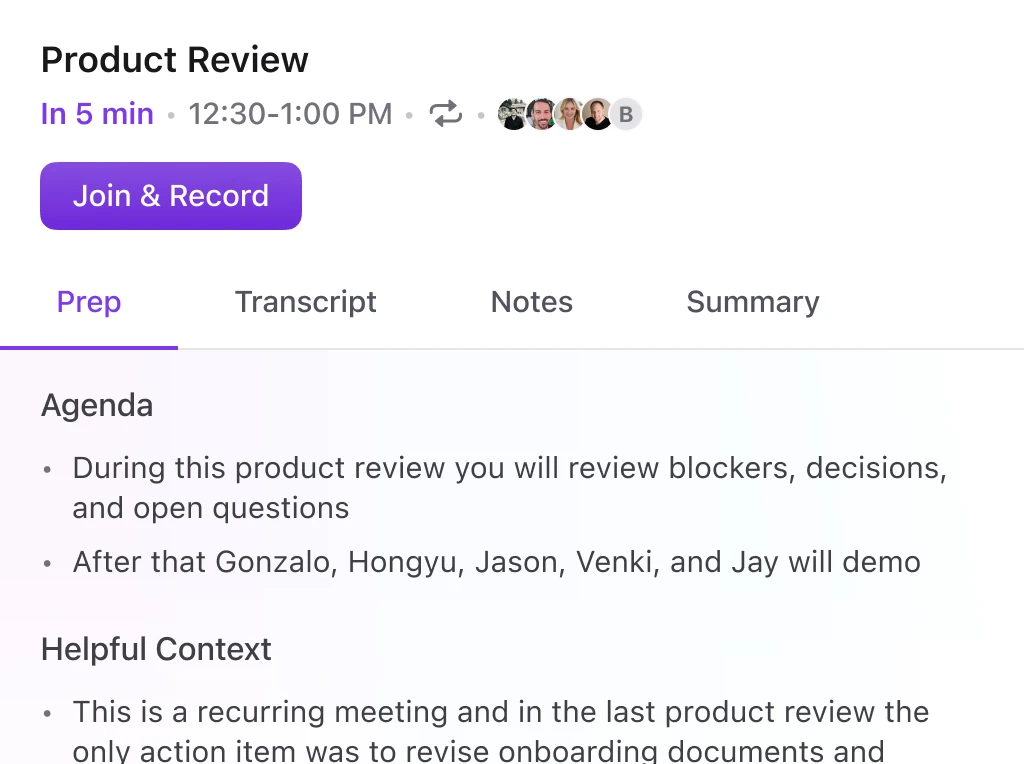 Product Review
In 5 min • 12:30-1:00 PM • • B
Join & Record
Prep Transcript Notes Summary
Agenda
• During this product review you will review blockers, decisions,
and open questions
• After that Gonzalo, Hongyu, Jason, Venki, and Jay will demo
Helpful Context
• This is a recurring meeting and in the last product review the
only action item was to revise onboarding documents and